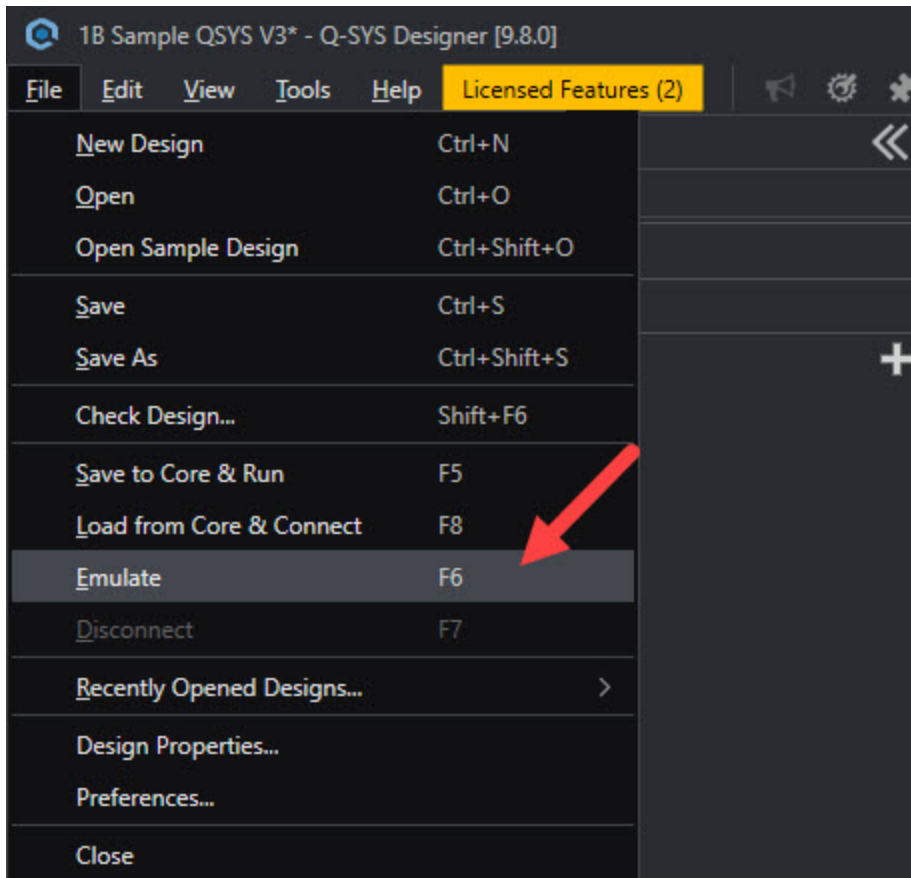 1B Sample QSYS V3* - Q-SYS Designer [9.8.0]
File Edit View Tools Help Licensed Features (2)
New Design Ctrl+N
Open Ctrl+O
Open Sample Design Ctrl+Shift+O
Save Ctrl+S
Save As Ctrl+Shift+S
Check Design... Shift+F6
Save to Core & Run F5
Load from Core & Connect F8
Emulate F6
Disconnect F7
Recently Opened Designs...
Design Properties...
Preferences...
Close